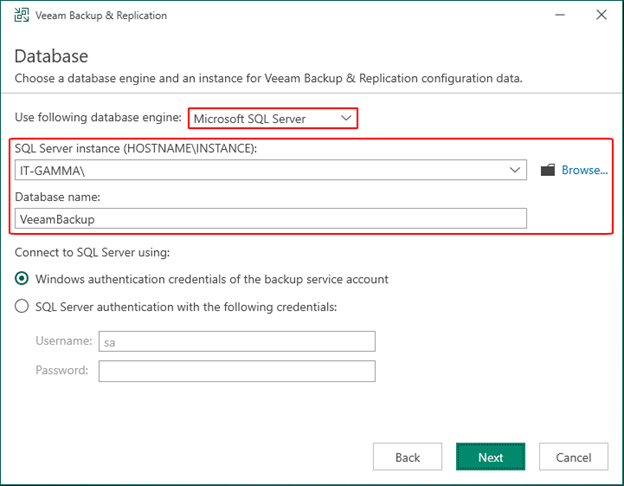 Veeam Backup & Replication
Database
Choose a database engine and an instance for Veeam Backup & Replication configuration data.
Use following database engine: Microsoft SQL Server
SQL Server instance (HOSTNAME\INSTANCE):
IT-GAMMA\ Browse...
Database name:
VeeamBackup
Connect to SQL Server using:
Windows authentication credentials of the backup service account
SQL Server authentication with the following credentials:
Username: sa
Password:
Back Next Cancel